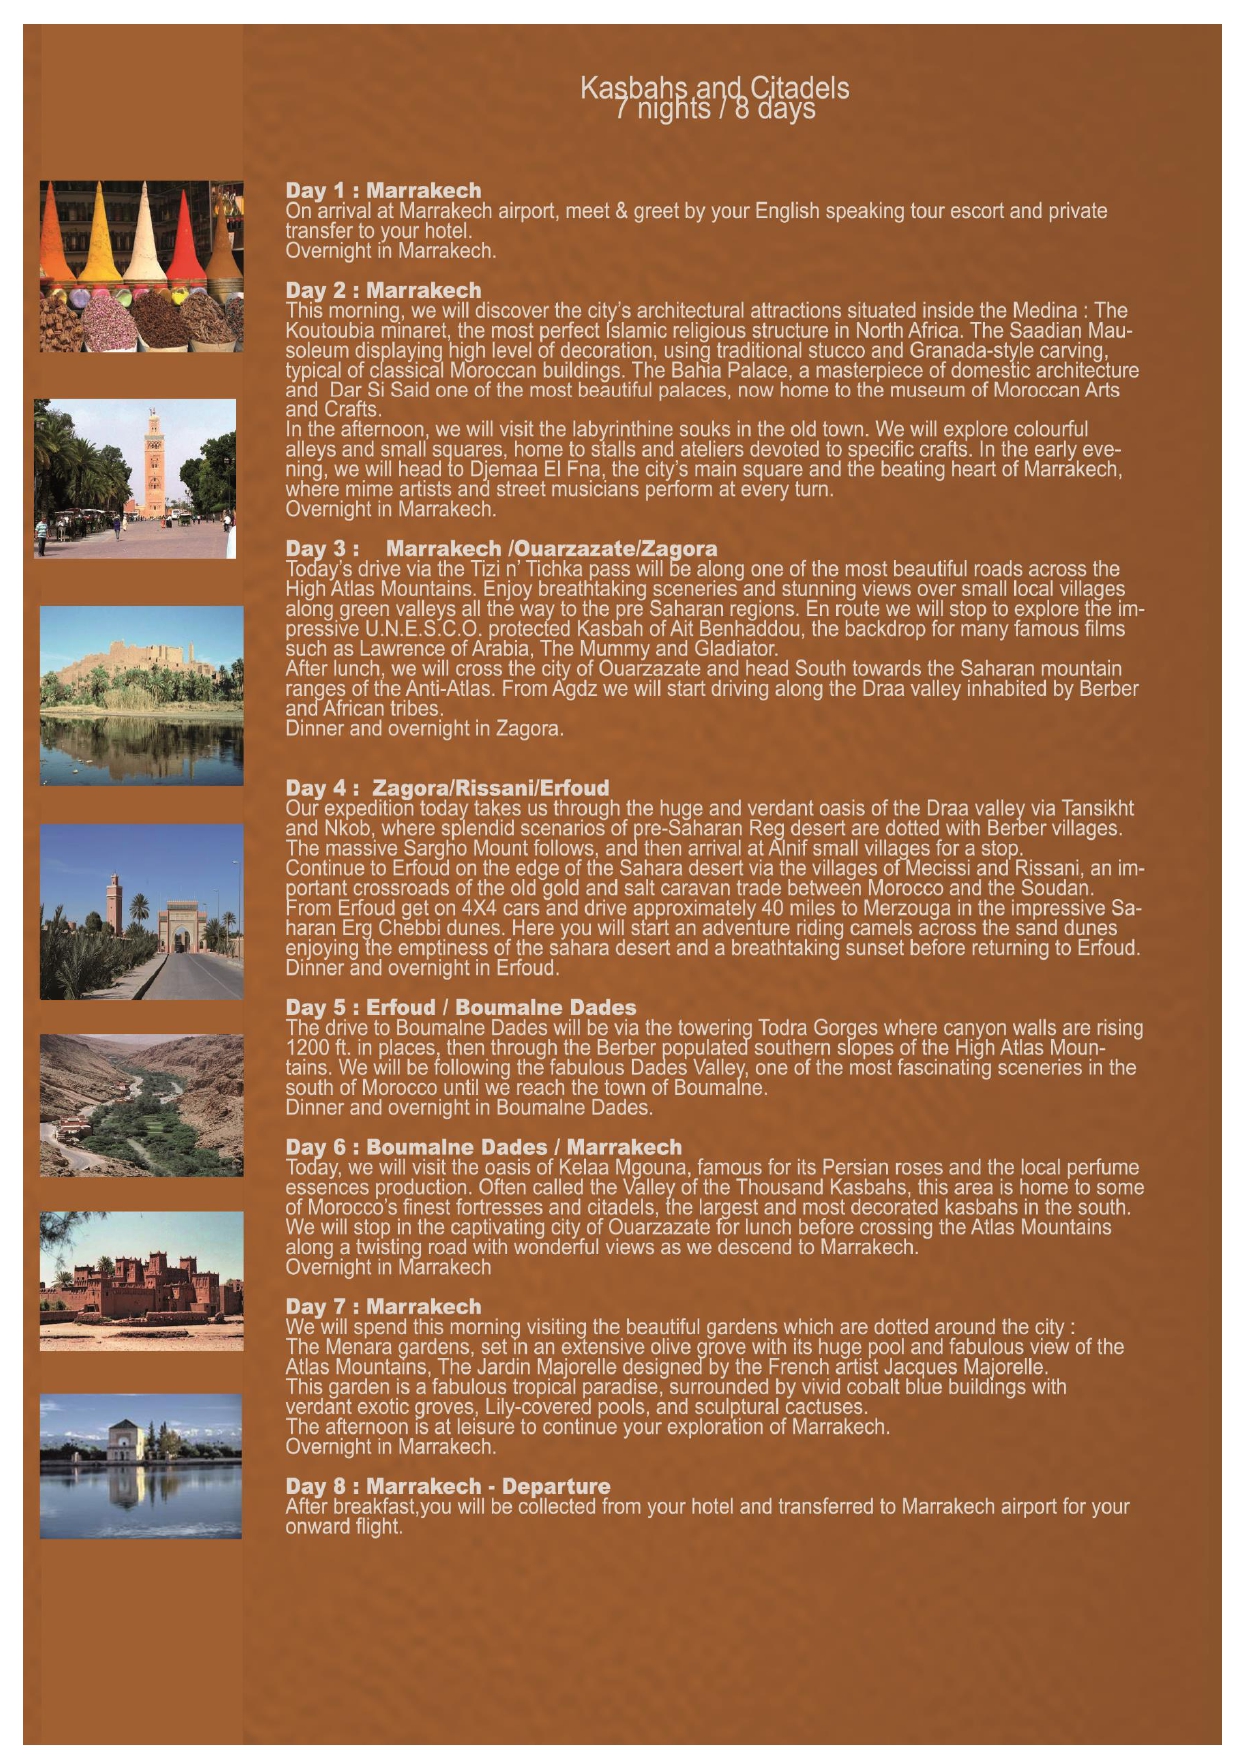 Kasbahs and Citadels
7 nights / 8 days
Day 1 : Marrakech
On arrival at Marrakech airport, meet & greet by your English speaking tour escort and private
transfer to your hotel.
Overnight in Marrakech.
Day 2 : Marrakech
This morning, we will discover the city's architectural attractions situated inside the Medina : The
Koutoubia minaret, the most perfect Islamic religious structure in North Africa. The Saadian Mau-
soleum displaying high level of decoration, using traditional stucco and Granada-style carving,
typical of classical Moroccan buildings. The Bahia Palace, a masterpiece of domestic architecture
and Dar Si Said one of the most beautiful palaces, now home to the museum of Moroccan Arts
and Crafts.
In the afternoon, we will visit the labyrinthine souks in the old town. We will explore colourful
alleys and small squares, home to stalls and ateliers devoted to specific crafts. In the early eve-
ning, we will head to Djemaa El Fna, the city's main square and the beating heart of Marrakech,
where mime artists and street musicians perform at every turn.
Overnight in Marrakech.
Day 3 : Marrakech /Ouarzazate/Zagora
Today's drive via the Tizi n' Tichka pass will be along one of the most beautiful roads across the
High Atlas Mountains. Enjoy breathtaking sceneries and stunning views over small local villages
along green valleys all the way to the pre Saharan regions. En route we will stop to explore the im-
pressive U.N.E.S.C.O. protected Kasbah of Ait Benhaddou, the backdrop for many famous films
such as Lawrence of Arabia, The Mummy and Gladiator.
After lunch, we will cross the city of Ouarzazate and head South towards the Saharan mountain
ranges of the Anti-Atlas. From Agdz we will start driving along the Draa valley inhabited by Berber
and African tribes.
Dinner and overnight in Zagora.
Day 4 : Zagora/Rissani/Erfoud
Our expedition today takes us through the huge and verdant oasis of the Draa valley via Tansikht
and Nkob, where splendid scenarios of pre-Saharan Reg desert are dotted with Berber villages.
The massive Sargho Mount follows, and then arrival at Alnif small villages for a stop.
Continue to Erfoud on the edge of the Sahara desert via the villages of Mecissi and Rissani, an im-
portant crossroads of the old gold and salt caravan trade between Morocco and the Soudan.
From Erfoud get on 4X4 cars and drive approximately 40 miles to Merzouga in the impressive Sa-
haran Erg Chebbi dunes. Here you will start an adventure riding camels across the sand dunes
enjoying the emptiness of the sahara desert and a breathtaking sunset before returning to Erfoud.
Dinner and overnight in Erfoud.
Day 5 : Erfoud / Boumalne Dades
The drive to Boumalne Dades will be via the towering Todra Gorges where canyon walls are rising
1200 ft. in places, then through the Berber populated southern slopes of the High Atlas Moun-
tains. We will be following the fabulous Dades Valley, one of the most fascinating sceneries in the
south of Morocco until we reach the town of Boumalne.
Dinner and overnight in Boumalne Dades.
Day 6 : Boumalne Dades / Marrakech
Today, we will visit the oasis of Kelaa Mgouna, famous for its Persian roses and the local perfume
essences production. Often called the Valley of the Thousand Kasbahs, this area is home to some
of Morocco's finest fortresses and citadels, the largest and most decorated kasbahs in the south.
We will stop in the captivating city of Ouarzazate for lunch before crossing the Atlas Mountains
along a twisting road with wonderful views as we descend to Marrakech.
Overnight in Marrakech
Day 7 : Marrakech
We will spend this morning visiting the beautiful gardens which are dotted around the city :
The Menara gardens, set in an extensive olive grove with its huge pool and fabulous view of the
Atlas Mountains, The Jardin Majorelle designed by the French artist Jacques Majorelle.
This garden is a fabulous tropical paradise, surrounded by vivid cobalt blue buildings with
verdant exotic groves, Lily-covered pools, and sculptural cactuses.
The afternoon is at leisure to continue your exploration of Marrakech.
Overnight in Marrakech.
Day 8 : Marrakech - Departure
After breakfast,you will be collected from your hotel and transferred to Marrakech airport for your
onward flight.